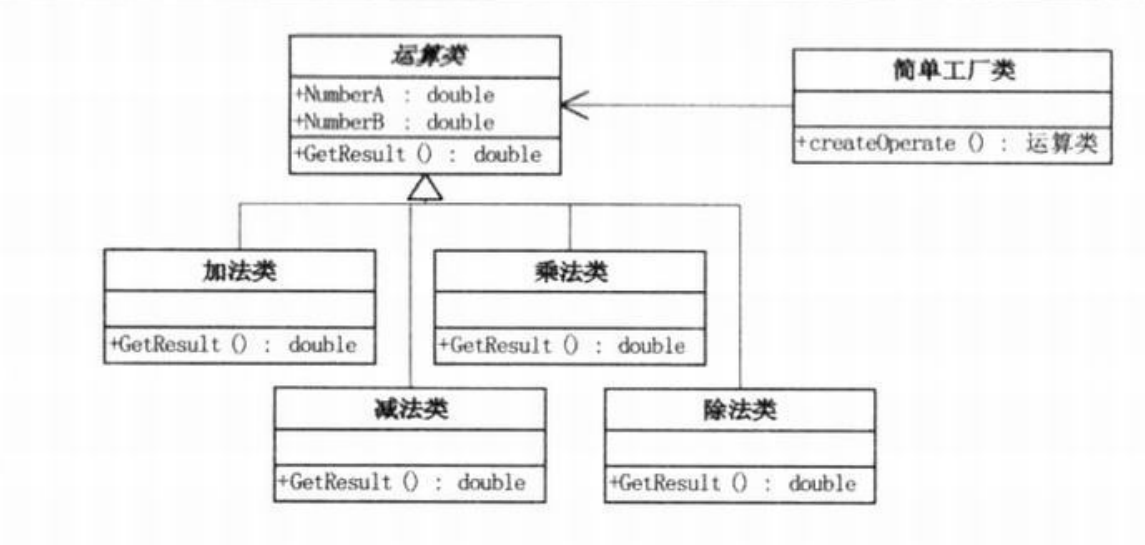 运算类
+NumberA : double
+NumberB : double
+GetResult () : double
简单工厂类
+createOperate () : 运算类
加法类
+GetResult () : double
乘法类
+GetResult () : double
减法类
+GetResult () : double
除法类
+GetResult () : double